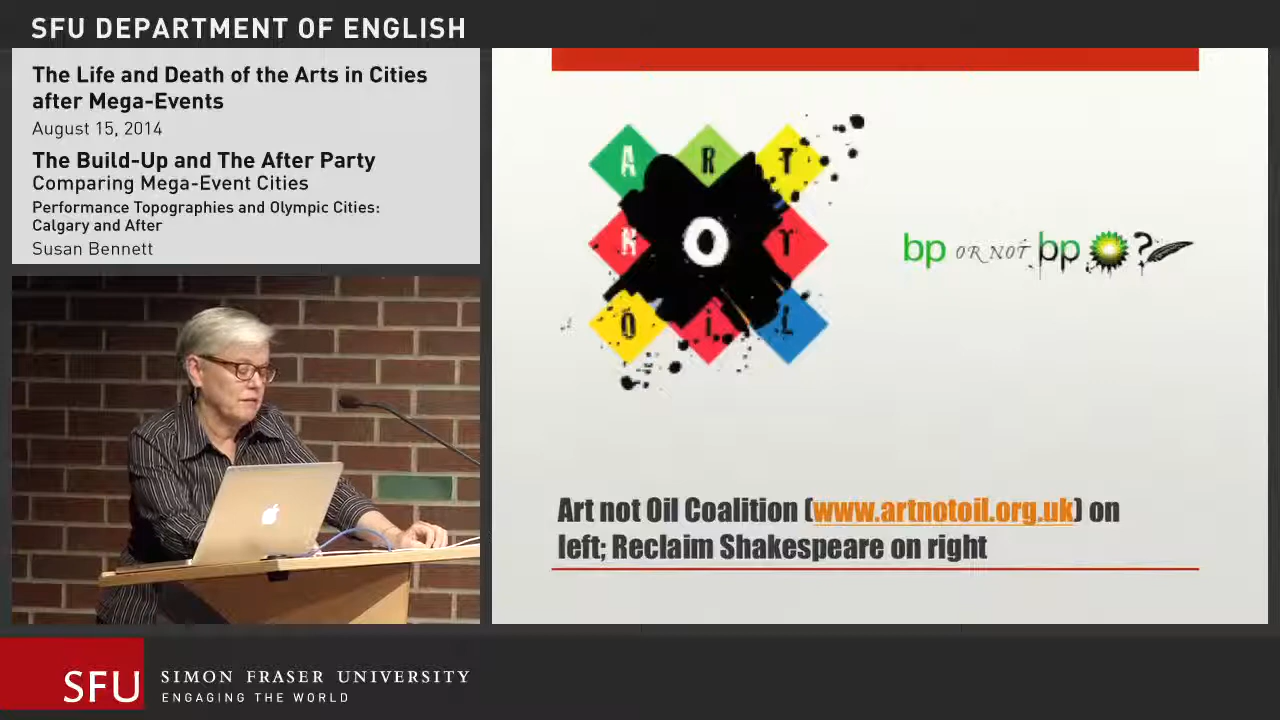 SFU DEPARTMENT OF ENGLISH
The Life and Death of the Arts in Cities
after Mega-Events
August 15, 2014
The Build-Up and The After Party
Comparing Mega-Event Cities
Performance Topographies and Olympic Cities:
Calgary and After
Susan Bennett
A R T
N O T
O i L
bp OR NOT bp ?
Art not Oil Coalition (www.artnotoil.org.uk) on
left; Reclaim Shakespeare on right
SFU SIMON FRASER UNIVERSITY
ENGAGING THE WORLD